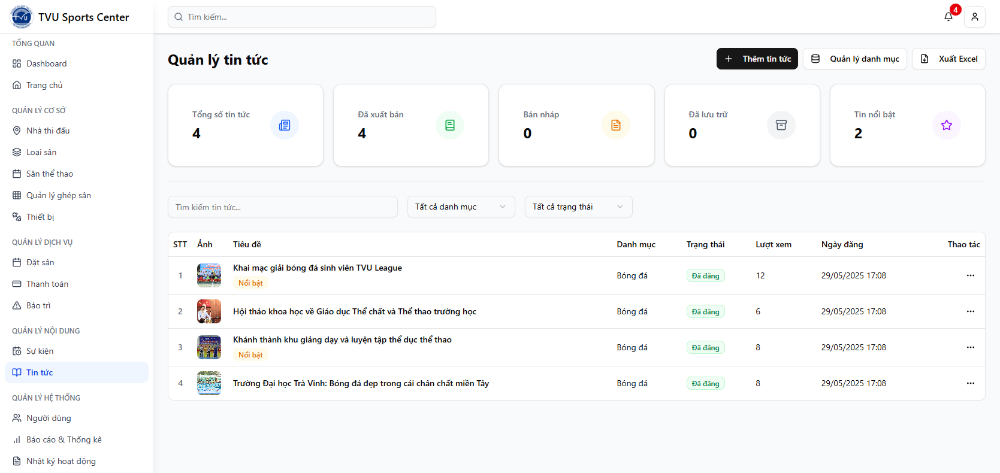 TVU Sports Center
Tìm kiếm...
4
TỔNG QUAN
Dashboard
Trang chủ
QUẢN LÝ CƠ SỞ
Nhà thi đấu
Loại sân
Sân thể thao
Quản lý ghép sân
Thiết bị
QUẢN LÝ DỊCH VỤ
Đặt sân
Thanh toán
Bảo trì
QUẢN LÝ NỘI DUNG
Sự kiện
Tin tức
QUẢN LÝ HỆ THỐNG
Người dùng
Báo cáo & Thống kê
Nhật ký hoạt động
Quản lý tin tức
Thêm tin tức
Quản lý danh mục
Xuất Excel
Tổng số tin tức
4
Đã xuất bản
4
Bản nháp
0
Đã lưu trữ
0
Tin nổi bật
2
Tìm kiếm tin tức...
Tất cả danh mục
Tất cả trạng thái
STT Ảnh Tiêu đề Danh mục Trạng thái Lượt xem Ngày đăng Thao tác
1 Khai mạc giải bóng đá sinh viên TVU League Bóng đá Đã đăng 12 29/05/2025 17:08
Nổi bật
2 Hội thảo khoa học về Giáo dục Thể chất và Thể thao trường học Bóng đá Đã đăng 6 29/05/2025 17:08
3 Khánh thành khu giảng dạy và luyện tập thể dục thể thao Bóng đá Đã đăng 8 29/05/2025 17:08
Nổi bật
4 Trường Đại học Trà Vinh: Bóng đá đẹp trong cái chân chất miền Tây Bóng đá Đã đăng 8 29/05/2025 17:08